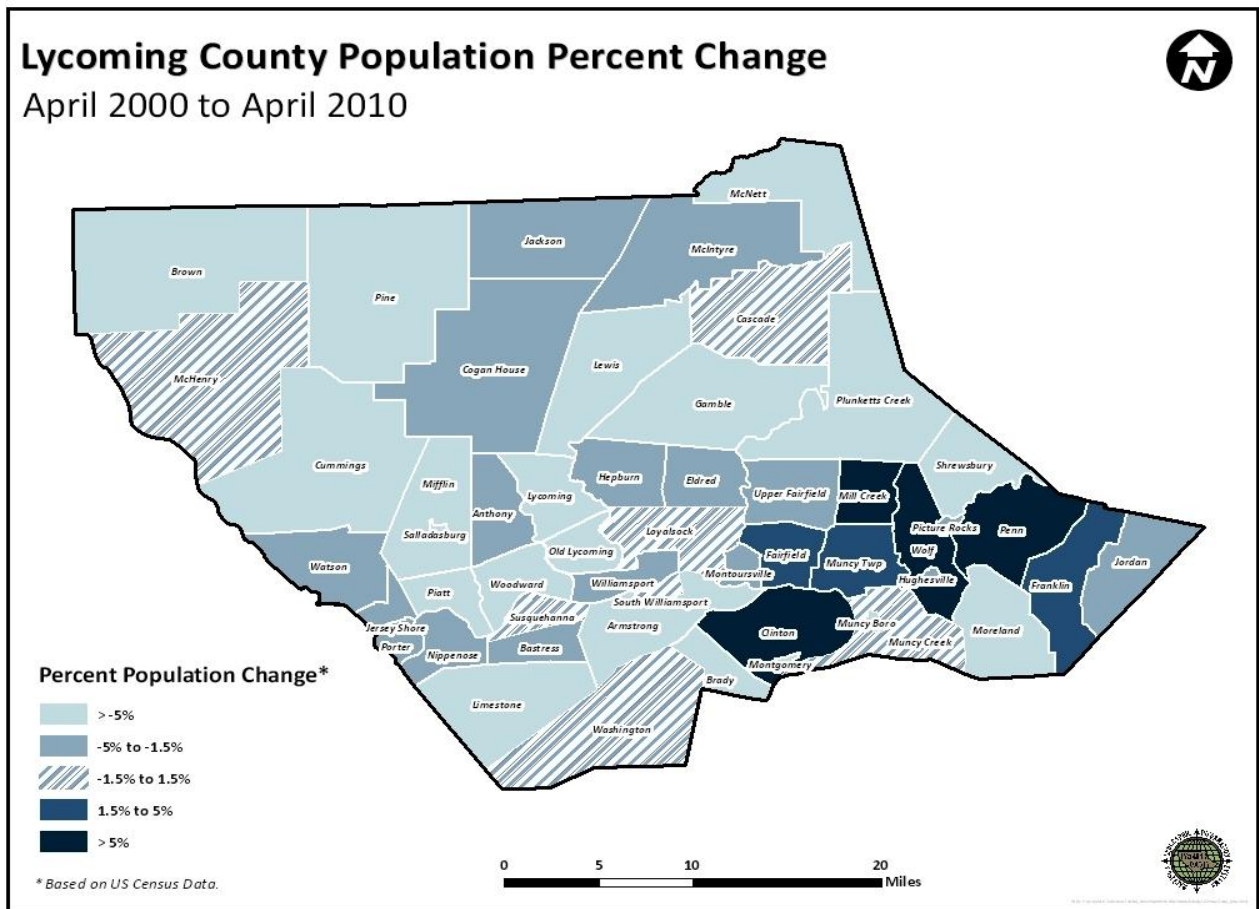 Lycoming County Population Percent Change
April 2000 to April 2010
N
McNett
Jackson
McIntyre
Brown
Pine
Cascade
Cogan House
Lewis
McHenry
Gamble
Plunketts Creek
Cummings
Shrewsbury
Mifflin
Hepburn
Eldred
Lycoming
Upper Fairfield
Mill Creek
Anthony
Salladasburg
Loyalsock
Picture Rocks
Penn
Old Lycoming
Wolf
Fairfield
Muncy Twp
Jordan
Watson
Montoursville
Hughesville
Franklin
Woodward
Williamsport
Piatt
South Williamsport
Susquehanna
Armstrong
Muncy Boro
Jersey Shore
Clinton
Moreland
Muncy Creek
Porter
Nippenose
Bastress
Montgomery
Brady
Limestone
Washington
Percent Population Change*
>-5%
-5% to -1.5%
-1.5% to 1.5%
1.5% to 5%
> 5%
0 5 10 20
Miles
* Based on US Census Data.